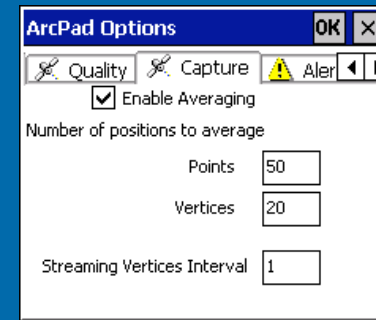 ArcPad Options OK
Quality Capture Aler
Enable Averaging
Number of positions to average
Points 50
Vertices 20
Streaming Vertices Interval 1